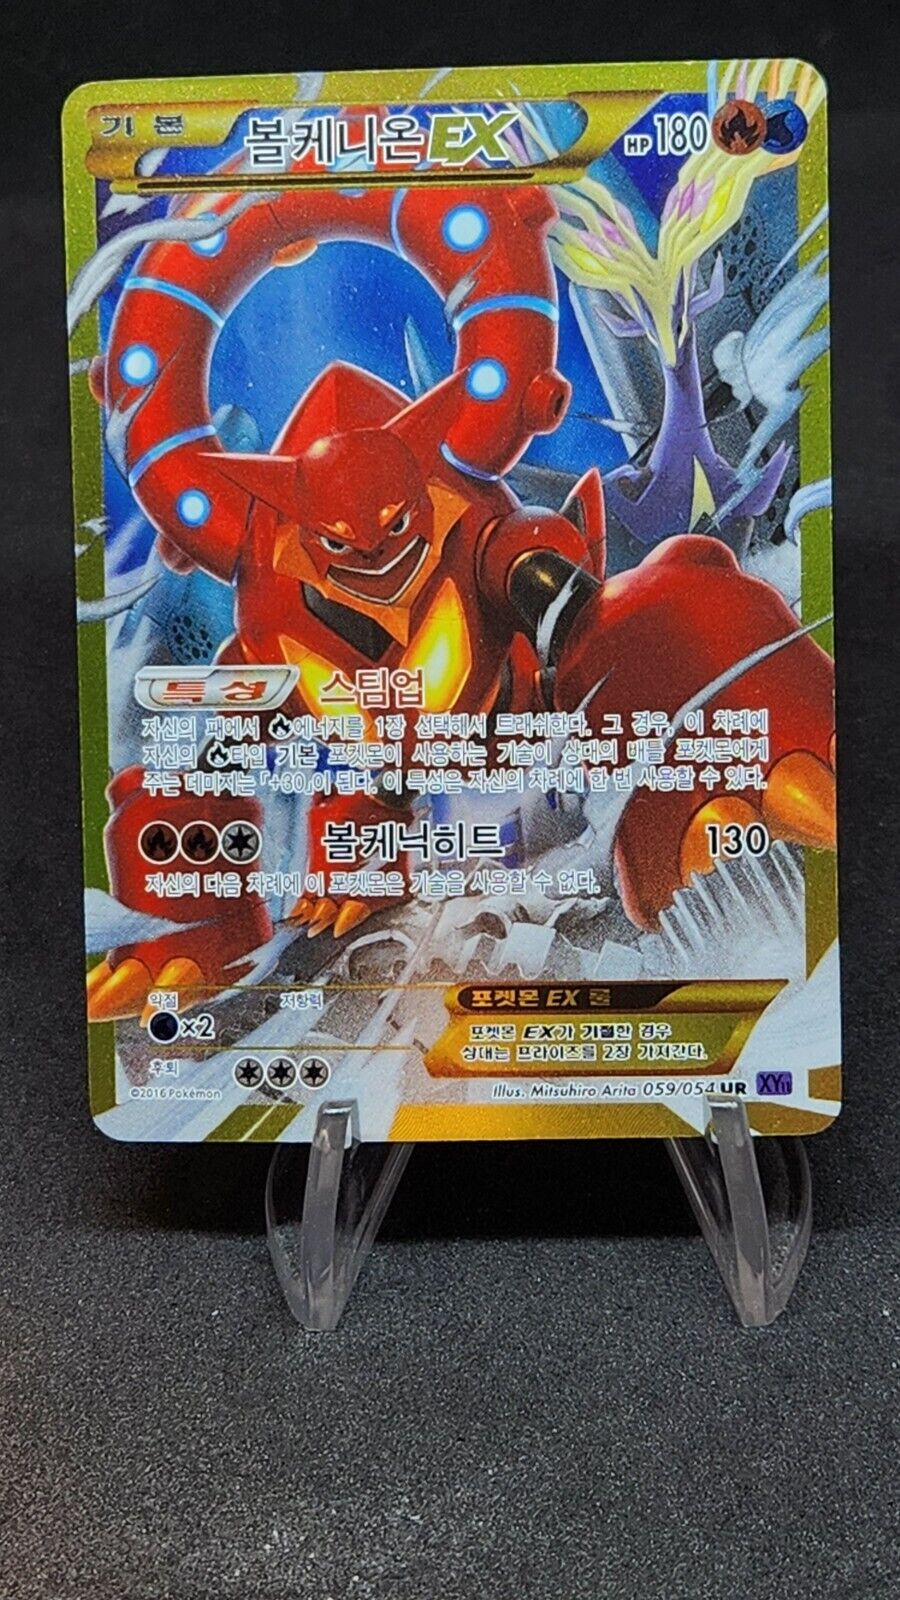 기본
볼케니온EX
HP180
특성 스팀업
자신의 패에서 에너지를 1장 선택해서 트래쉬한다. 그 경우, 이 차례에
자신의 타입 기본 포켓몬이 사용하는 기술이 상대의 배틀 포켓몬에게
주는 데미지는 「+30」이 된다. 이 특성은 자신의 차례에 한 번 사용할 수 있다.
볼케닉히트 130
자신의 다음 차례에 이 포켓몬은 기술을 사용할 수 없다.
약점 저항력
×2
후퇴
포켓몬 EX 룰
포켓몬 EX가 기절한 경우
상대는 프라이즈를 2장 가져간다.
©2016 Pokémon
Illus. Mitsuhiro Arita 059/054 UR XY11